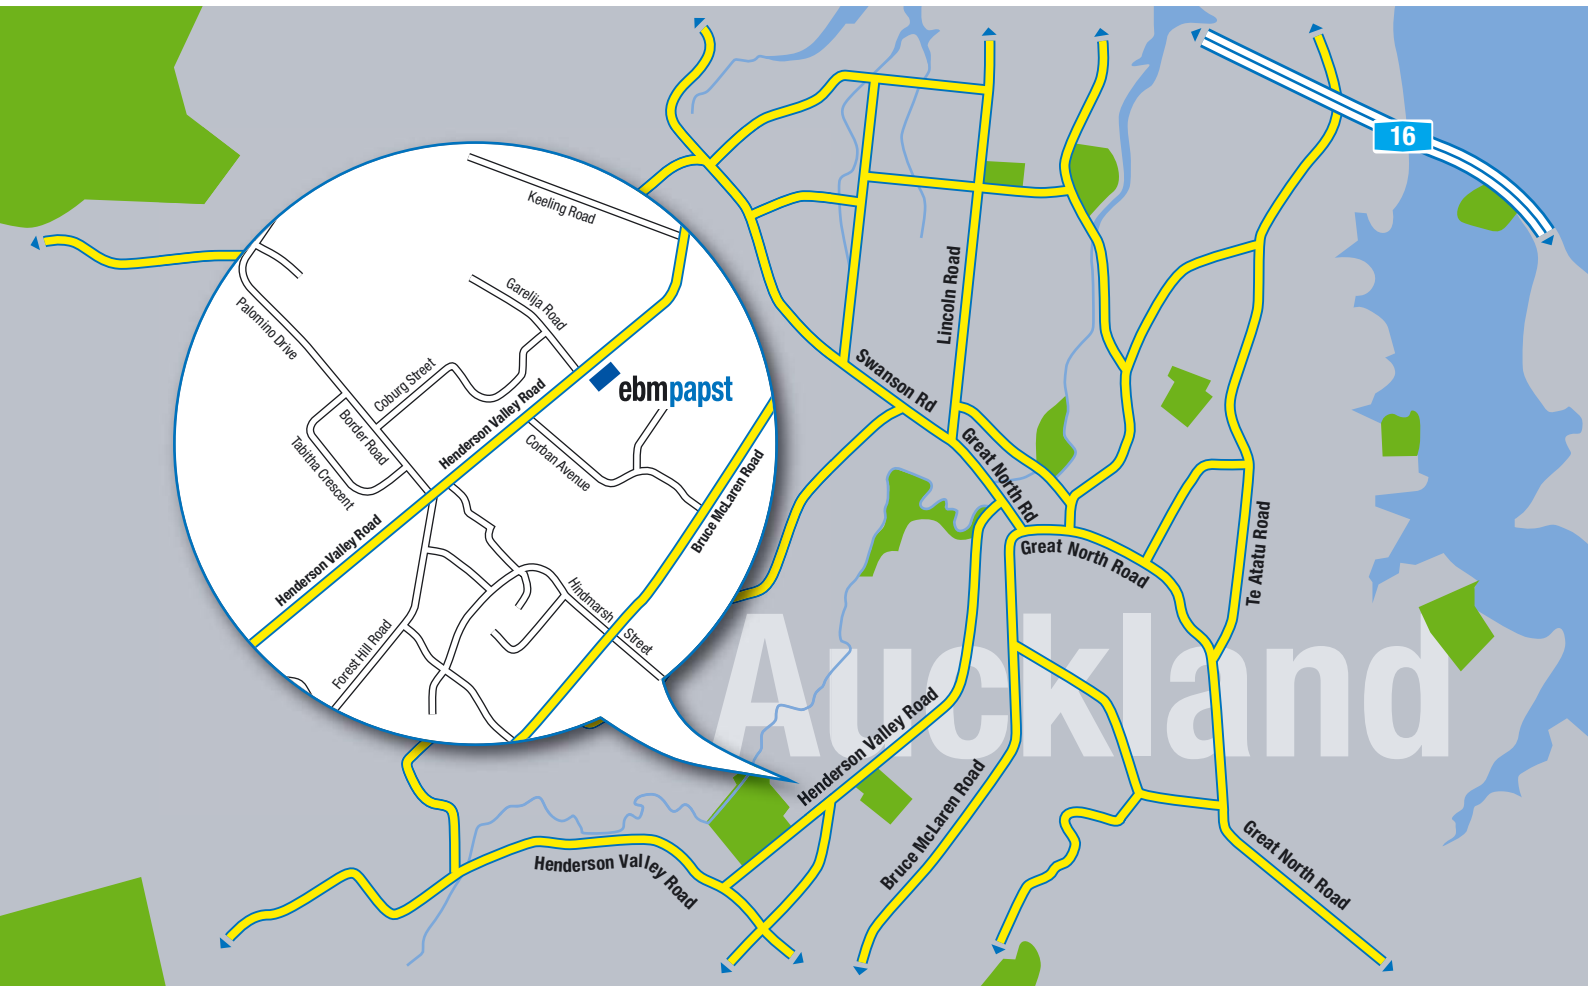 16
Keeling Road
Garelija Road
Palomino Drive
Lincoln Road
Swanson Rd
Coburg Street
ebmpapst
Henderson Valley Road
Border Road
Tabitha Crescent
Corban Avenue
Bruce McLaren Road
Great North Rd
Henderson Valley Road
Great North Road
Te Atatu Road
Hindmarsh
Street
Forest Hill Road
Auckland
Henderson Valley Road
Bruce McLaren Road
Henderson Valley Road
Great North Road